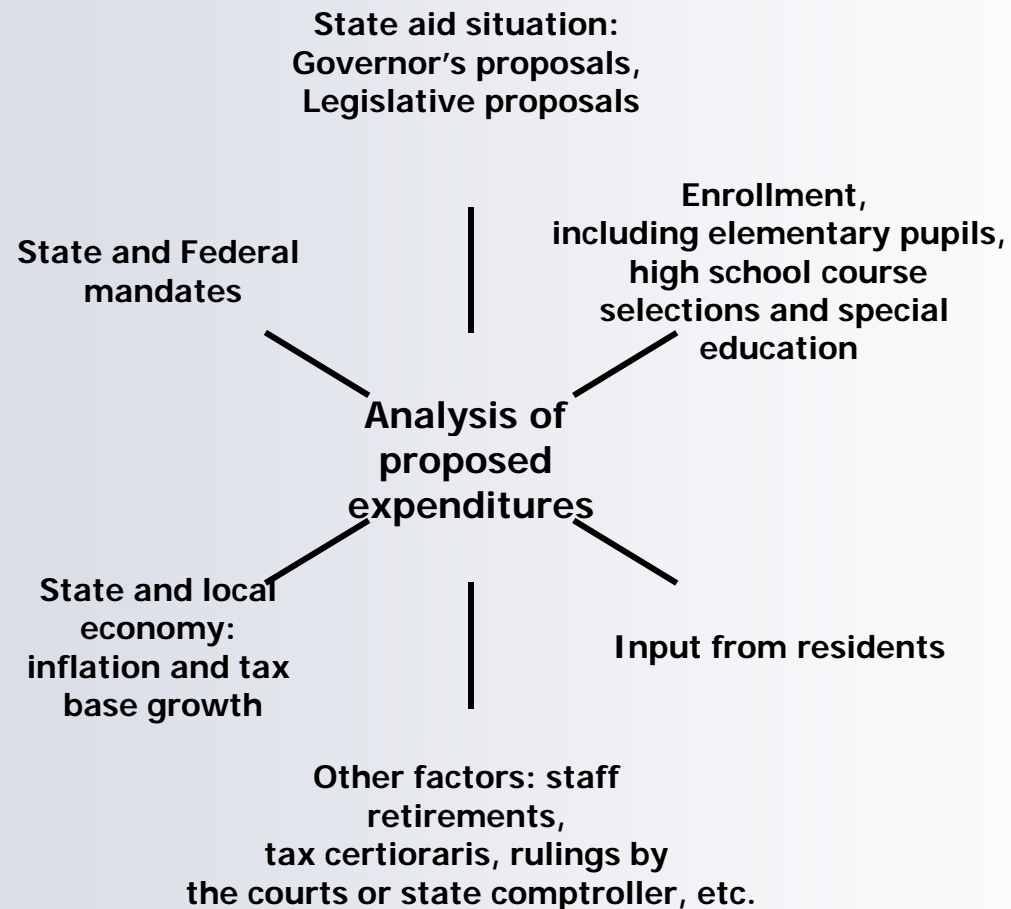 State aid situation:
Governor's proposals,
Legislative proposals
Enrollment,
including elementary pupils,
high school course
selections and special
education
State and Federal
mandates
Analysis of
proposed
expenditures
State and local
economy:
inflation and tax
base growth
Input from residents
Other factors: staff
retirements,
tax certioraris, rulings by
the courts or state comptroller, etc.